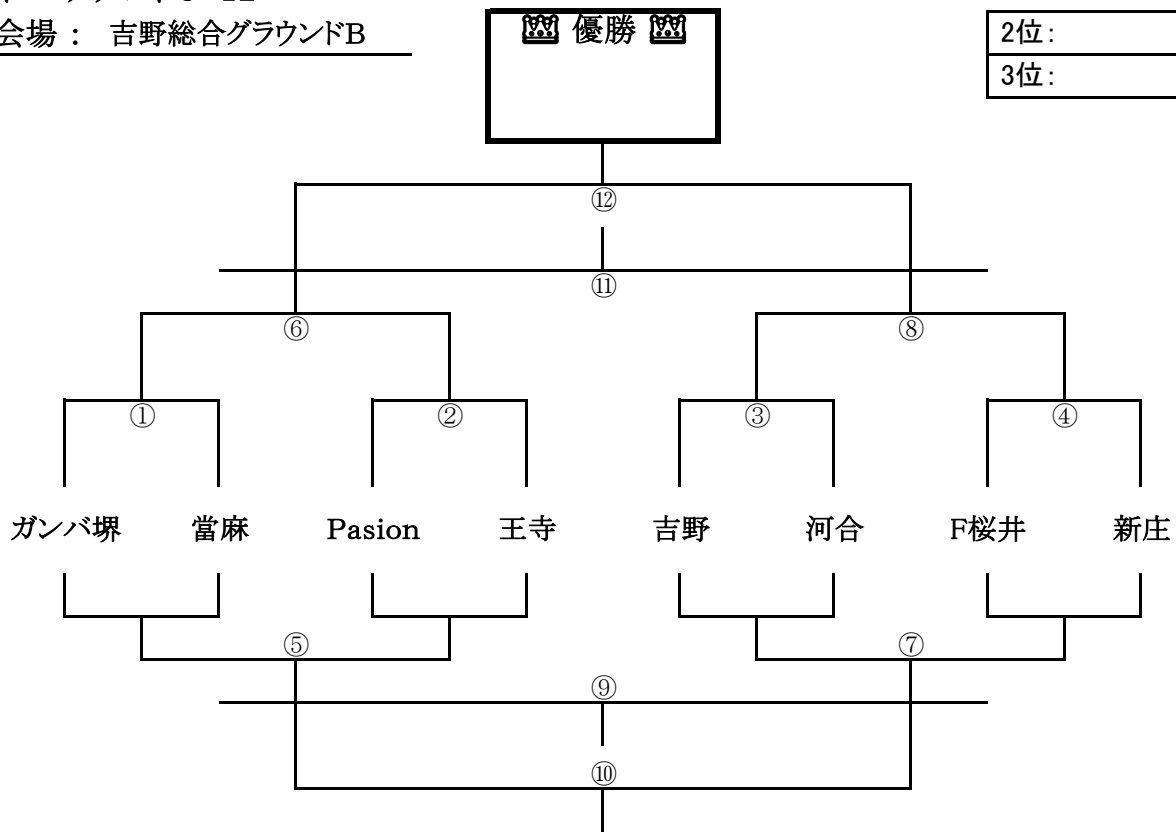 会場： 吉野総合グラウンドB
優勝
2位：
3位：
⑫
⑪
⑥ ⑧
① ② ③ ④
ガンバ堺 當麻 Pasion 王寺 吉野 河合 F桜井 新庄
⑤ ⑦
⑨
⑩